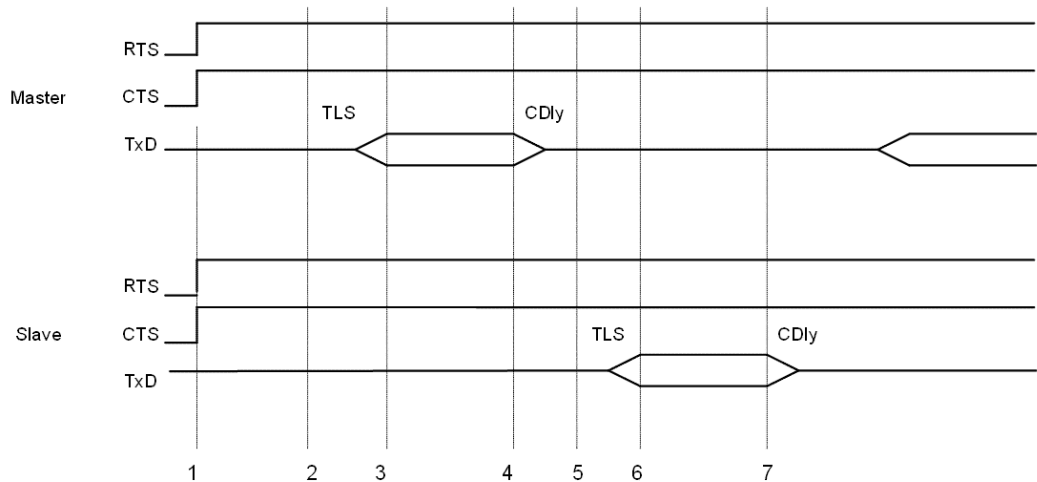 RTS
Master
CTS
TLS
CDly
TxD
RTS
Slave
CTS
TLS
CDly
TxD
1 2 3 4 5 6 7